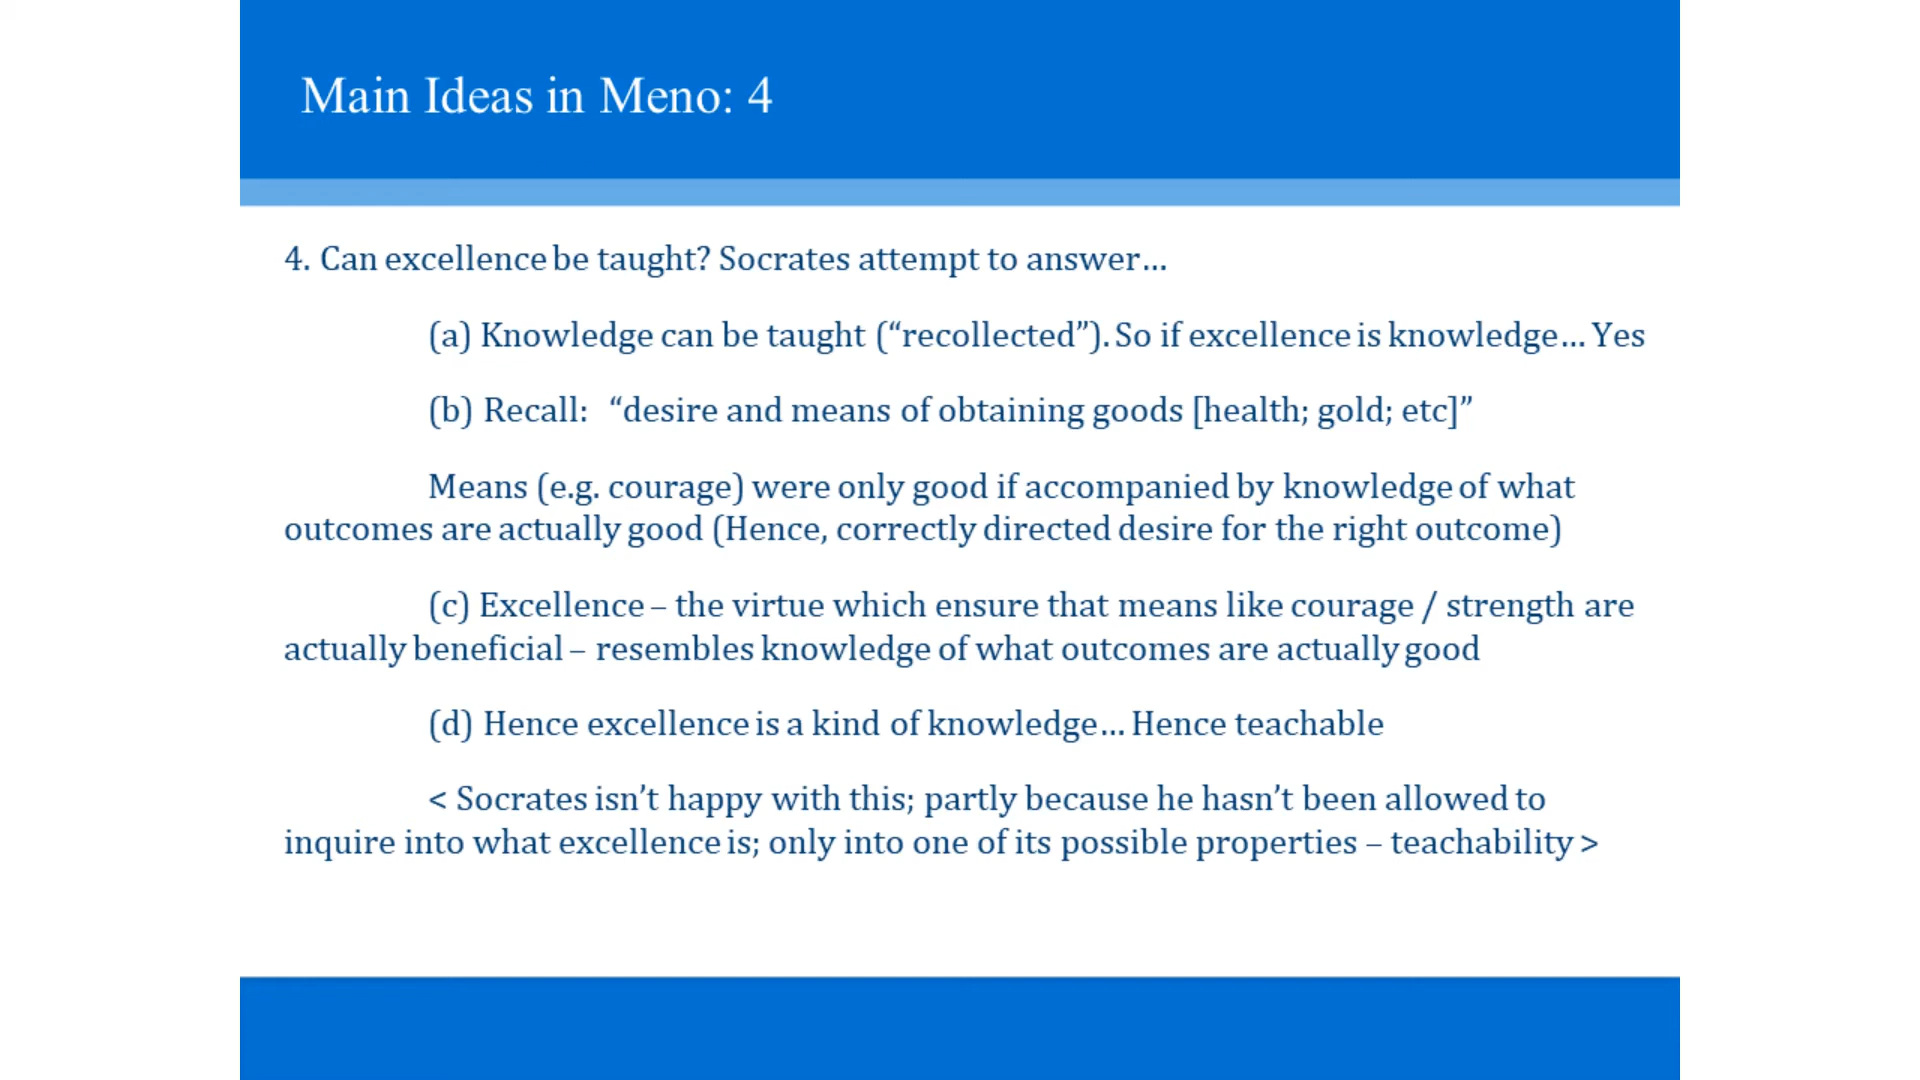 Main Ideas in Meno: 4
4. Can excellence be taught? Socrates attempt to answer…
(a) Knowledge can be taught (“recollected”). So if excellence is knowledge… Yes
(b) Recall: “desire and means of obtaining goods [health; gold; etc]”
Means (e.g. courage) were only good if accompanied by knowledge of what
outcomes are actually good (Hence, correctly directed desire for the right outcome)
(c) Excellence – the virtue which ensure that means like courage / strength are
actually beneficial – resembles knowledge of what outcomes are actually good
(d) Hence excellence is a kind of knowledge… Hence teachable
< Socrates isn’t happy with this; partly because he hasn’t been allowed to
inquire into what excellence is; only into one of its possible properties – teachability >